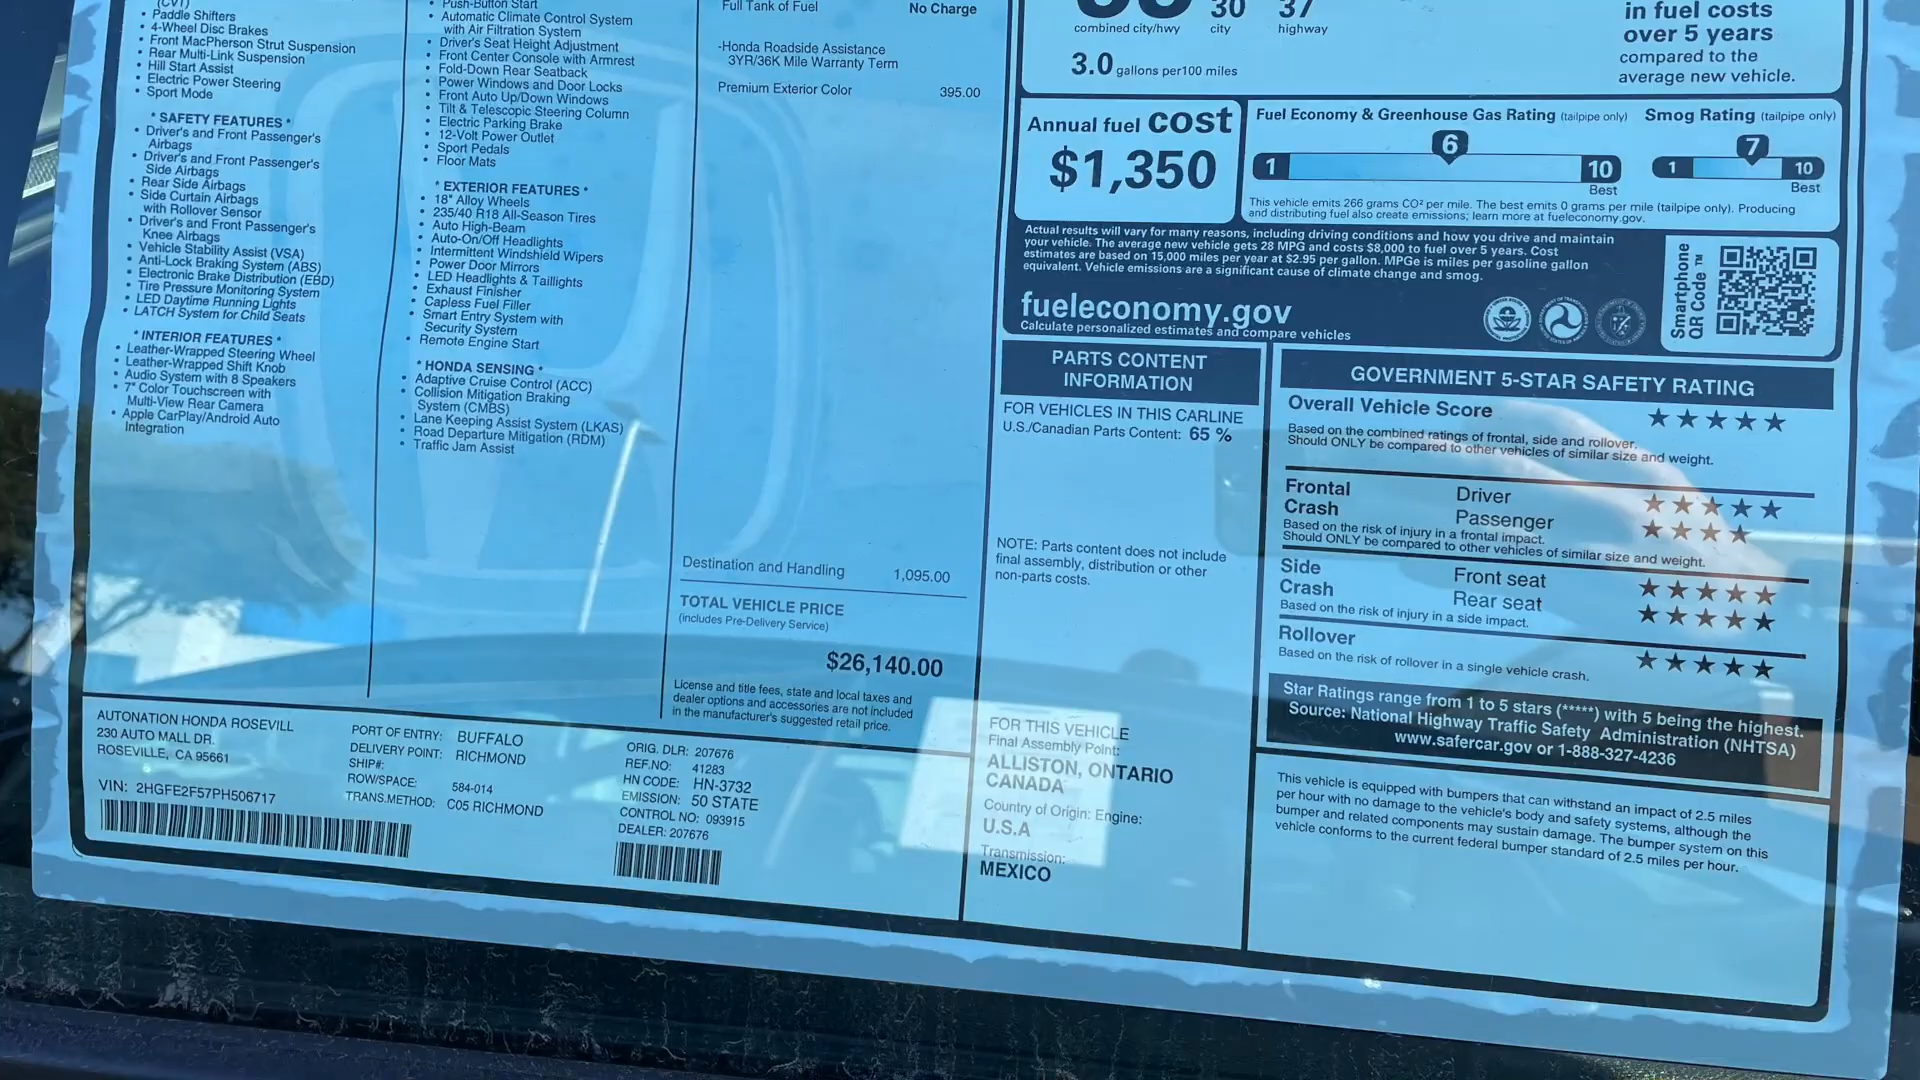 (CVT)
• Paddle Shifters
• 4-Wheel Disc Brakes
• Front MacPherson Strut Suspension
• Rear Multi-Link Suspension
• Hill Start Assist
• Electric Power Steering
• Sport Mode
* SAFETY FEATURES *
• Driver's and Front Passenger's
Airbags
• Driver's and Front Passenger's
Side Airbags
• Rear Side Airbags
• Side Curtain Airbags
with Rollover Sensor
• Driver's and Front Passenger's
Knee Airbags
• Vehicle Stability Assist (VSA)
• Anti-Lock Braking System (ABS)
• Electronic Brake Distribution (EBD)
• Tire Pressure Monitoring System
• LED Daytime Running Lights
• LATCH System for Child Seats
* INTERIOR FEATURES *
• Leather-Wrapped Steering Wheel
• Leather-Wrapped Shift Knob
• Audio System with 8 Speakers
• 7" Color Touchscreen with
Multi-View Rear Camera
• Apple CarPlay/Android Auto
Integration
• Push-Button Start
• Automatic Climate Control System
with Air Filtration System
• Driver's Seat Height Adjustment
• Front Center Console with Armrest
• Fold-Down Rear Seatback
• Power Windows and Door Locks
• Front Auto Up/Down Windows
• Tilt & Telescopic Steering Column
• Electric Parking Brake
• 12-Volt Power Outlet
• Sport Pedals
• Floor Mats
* EXTERIOR FEATURES *
• 18" Alloy Wheels
• 235/40 R18 All-Season Tires
• Auto High-Beam
• Auto-On/Off Headlights
• Intermittent Windshield Wipers
• Power Door Mirrors
• LED Headlights & Taillights
• Exhaust Finisher
• Capless Fuel Filler
• Smart Entry System with
Security System
• Remote Engine Start
* HONDA SENSING *
• Adaptive Cruise Control (ACC)
• Collision Mitigation Braking
System (CMBS)
• Lane Keeping Assist System (LKAS)
• Road Departure Mitigation (RDM)
• Traffic Jam Assist
Full Tank of Fuel No Charge
-Honda Roadside Assistance
3YR/36K Mile Warranty Term
Premium Exterior Color 395.00
Destination and Handling 1,095.00
TOTAL VEHICLE PRICE
(includes Pre-Delivery Service)
$26,140.00
License and title fees, state and local taxes and
dealer options and accessories are not included
in the manufacturer's suggested retail price.
AUTONATION HONDA ROSEVILL
230 AUTO MALL DR.
ROSEVILLE, CA 95661
VIN: 2HGFE2F57PH506717
PORT OF ENTRY: BUFFALO
DELIVERY POINT: RICHMOND
SHIP#:
ROW/SPACE: 584-014
TRANS.METHOD: C05 RICHMOND
ORIG. DLR: 207676
REF.NO: 41283
HN CODE: HN-3732
EMISSION: 50 STATE
CONTROL NO: 093915
DEALER: 207676
30 37
combined city/hwy city highway
3.0 gallons per 100 miles
in fuel costs
over 5 years
compared to the
average new vehicle.
Annual fuel cost
$1,350
Fuel Economy & Greenhouse Gas Rating (tailpipe only)
6
1 10
Best
Smog Rating (tailpipe only)
7
1 10
Best
This vehicle emits 266 grams CO² per mile. The best emits 0 grams per mile (tailpipe only). Producing
and distributing fuel also create emissions; learn more at fueleconomy.gov.
Actual results will vary for many reasons, including driving conditions and how you drive and maintain
your vehicle. The average new vehicle gets 28 MPG and costs $8,000 to fuel over 5 years. Cost
estimates are based on 15,000 miles per year at $2.95 per gallon. MPGe is miles per gasoline gallon
equivalent. Vehicle emissions are a significant cause of climate change and smog.
fueleconomy.gov
Calculate personalized estimates and compare vehicles
Smartphone
QR Code™
PARTS CONTENT
INFORMATION
FOR VEHICLES IN THIS CARLINE
U.S./Canadian Parts Content: 65 %
NOTE: Parts content does not include
final assembly, distribution or other
non-parts costs.
FOR THIS VEHICLE
Final Assembly Point:
ALLISTON, ONTARIO
CANADA
Country of Origin: Engine:
U.S.A
Transmission:
MEXICO
GOVERNMENT 5-STAR SAFETY RATING
Overall Vehicle Score ★★★★★
Based on the combined ratings of frontal, side and rollover.
Should ONLY be compared to other vehicles of similar size and weight.
Frontal Driver ★★★★★
Crash Passenger ★★★★
Based on the risk of injury in a frontal impact.
Should ONLY be compared to other vehicles of similar size and weight.
Side Front seat ★★★★★
Crash Rear seat ★★★★★
Based on the risk of injury in a side impact.
Rollover ★★★★★
Based on the risk of rollover in a single vehicle crash.
Star Ratings range from 1 to 5 stars (*****) with 5 being the highest.
Source: National Highway Traffic Safety Administration (NHTSA)
www.safercar.gov or 1-888-327-4236
This vehicle is equipped with bumpers that can withstand an impact of 2.5 miles
per hour with no damage to the vehicle's body and safety systems, although the
bumper and related components may sustain damage. The bumper system on this
vehicle conforms to the current federal bumper standard of 2.5 miles per hour.